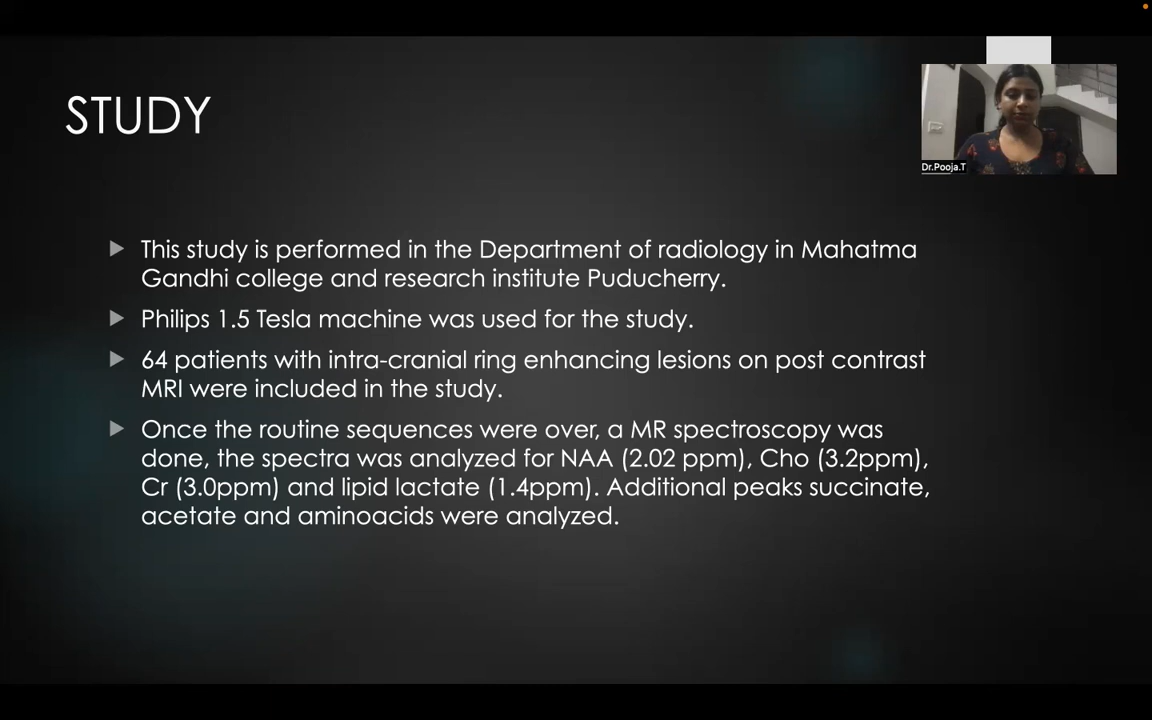 STUDY
Dr.Pooja.T
This study is performed in the Department of radiology in Mahatma
Gandhi college and research institute Puducherry.
Philips 1.5 Tesla machine was used for the study.
64 patients with intra-cranial ring enhancing lesions on post contrast
MRI were included in the study.
Once the routine sequences were over, a MR spectroscopy was
done, the spectra was analyzed for NAA (2.02 ppm), Cho (3.2ppm),
Cr (3.0ppm) and lipid lactate (1.4ppm). Additional peaks succinate,
acetate and aminoacids were analyzed.